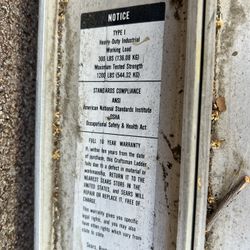 NOTICE
TYPE I
Heavy-Duty Industrial
Working Load
300 LBS (136.08 KG)
Maximum Tested Strength
1200 LBS (544.32 KG)
STANDARDS COMPLIANCE
ANSI
American National Standards Institute
OSHA
Occupational Safety & Health Act
FULL 10 YEAR WARRANTY
If, within ten years from the date
of purchase, this Craftsman Ladder
fails due to a defect in material or
workmanship, RETURN IT TO THE
NEAREST SEARS STORE IN THE
UNITED STATES, and SEARS WILL
REPAIR OR REPLACE IT, FREE OF
CHARGE.
This warranty gives you specific
legal rights, and you may also
have other rights which vary from
state to state.
Sears,